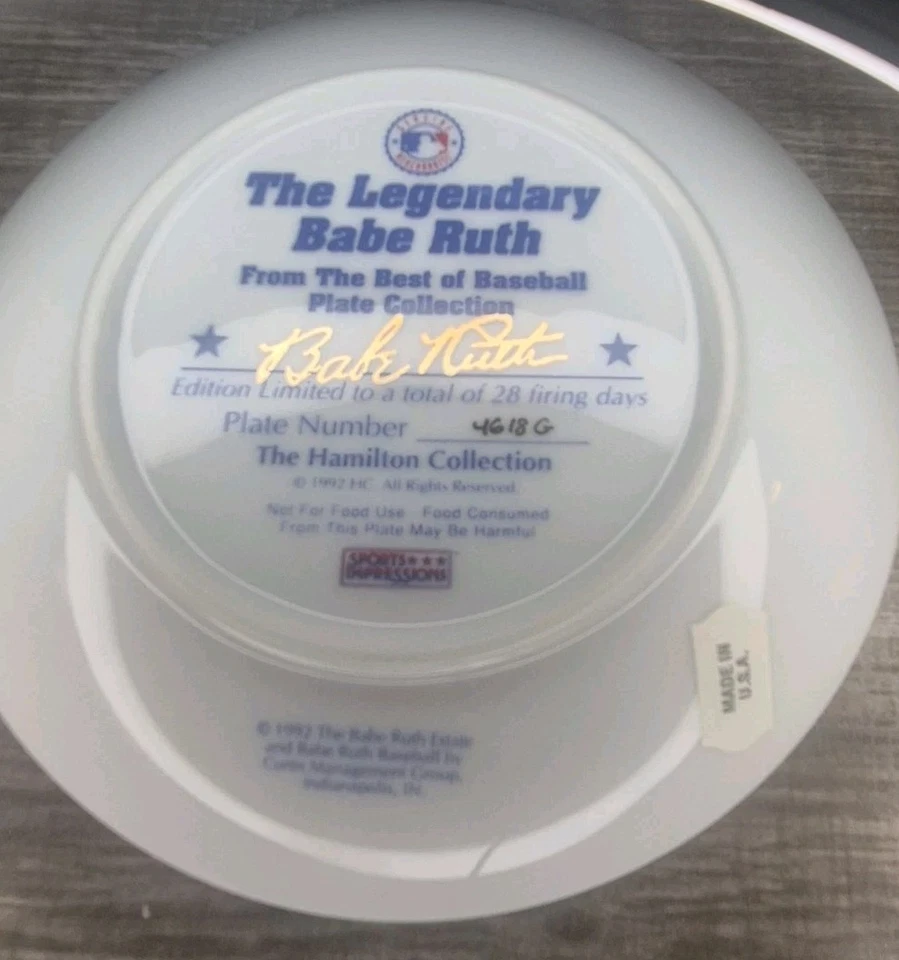 The Legendary
Babe Ruth
From The Best of Baseball
Plate Collection
Babe Ruth
Edition Limited to a total of 28 firing days
Plate Number 4618 G
The Hamilton Collection
© 1992 HC All Rights Reserved.
Not For Food Use Food Consumed
From This Plate May Be Harmful
SPORTS
IMPRESSIONS
MADE IN
U.S.A.
© 1992 The Babe Ruth Estate
and Babe Ruth Baseball by
Curtis Management Group,
Indianapolis, IN.